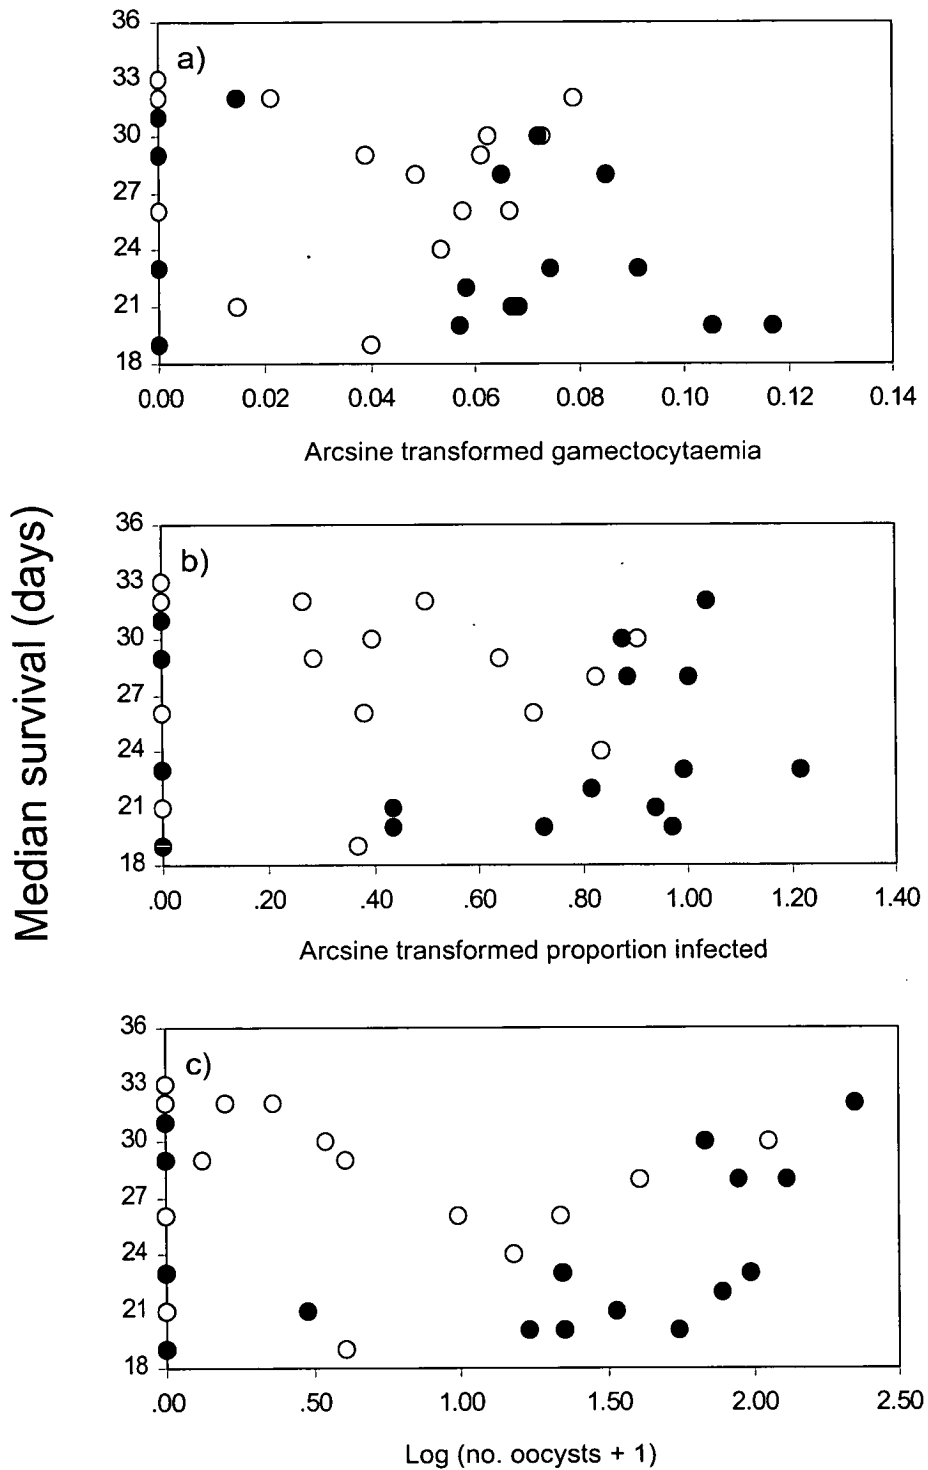 36
a)
33
30
27
24
21
18
0.00 0.02 0.04 0.06 0.08 0.10 0.12 0.14
Arcsine transformed gamectocytaemia
Median survival (days)
36
b)
33
30
27
24
21
18
.00 .20 .40 .60 .80 1.00 1.20 1.40
Arcsine transformed proportion infected
36
c)
33
30
27
24
21
18
.00 .50 1.00 1.50 2.00 2.50
Log (no. oocysts + 1)